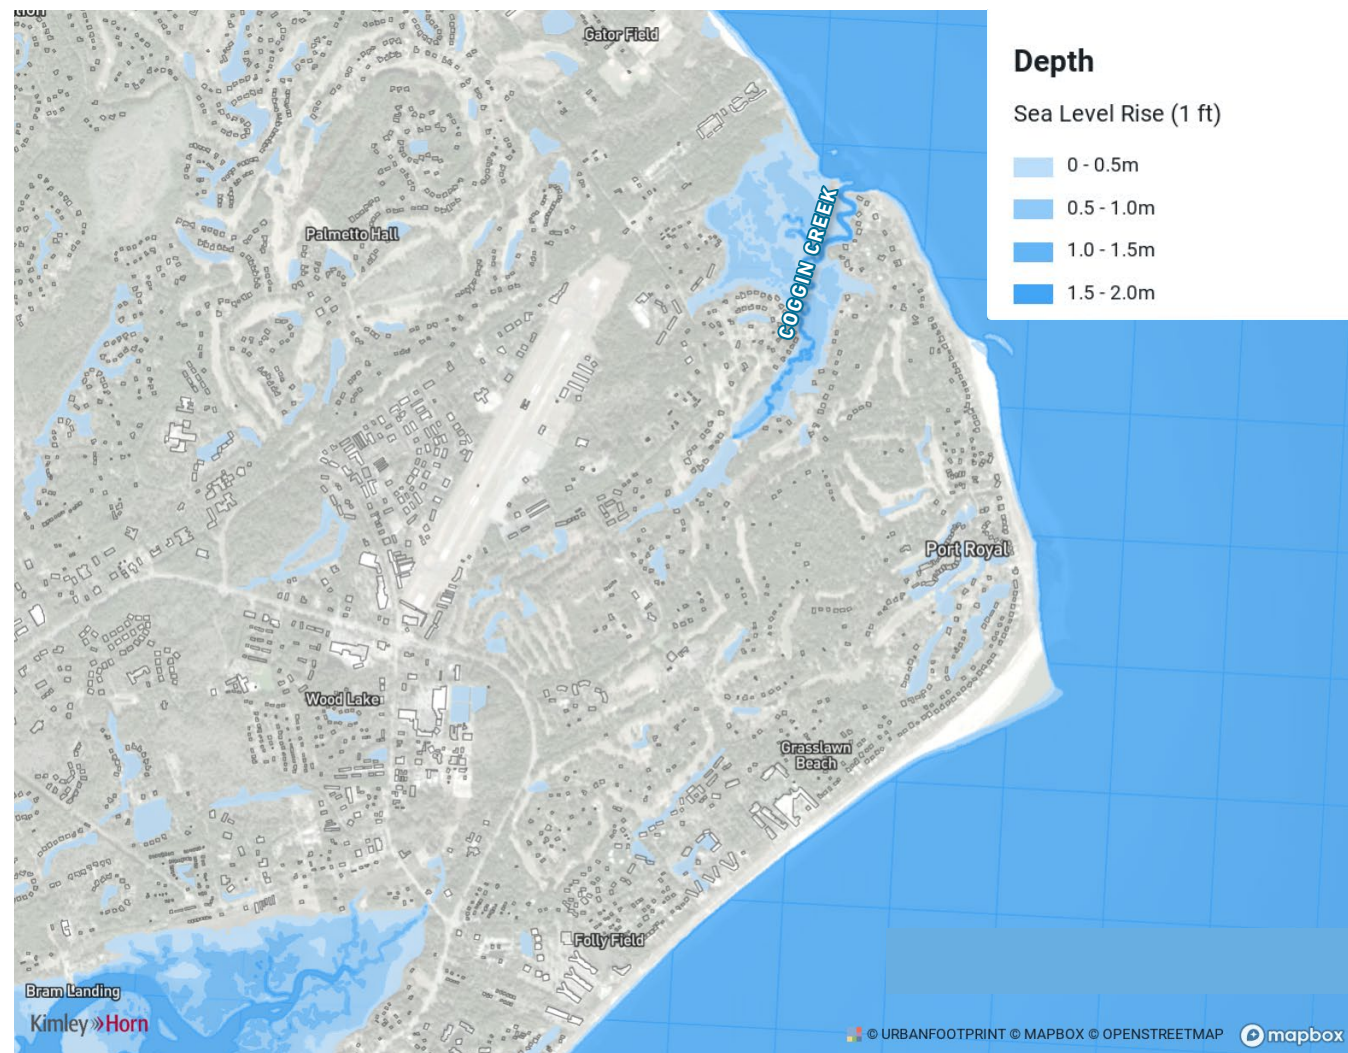 Gator Field
Depth
Sea Level Rise (1 ft)
0 - 0.5m
0.5 - 1.0m
1.0 - 1.5m
1.5 - 2.0m
COGGIN CREEK
Palmetto Hall
Port Royal
Wood Lake
Grasslawn
Beach
Folly Field
Bram Landing
Kimley»Horn
© URBANFOOTPRINT © MAPBOX © OPENSTREETMAP
mapbox